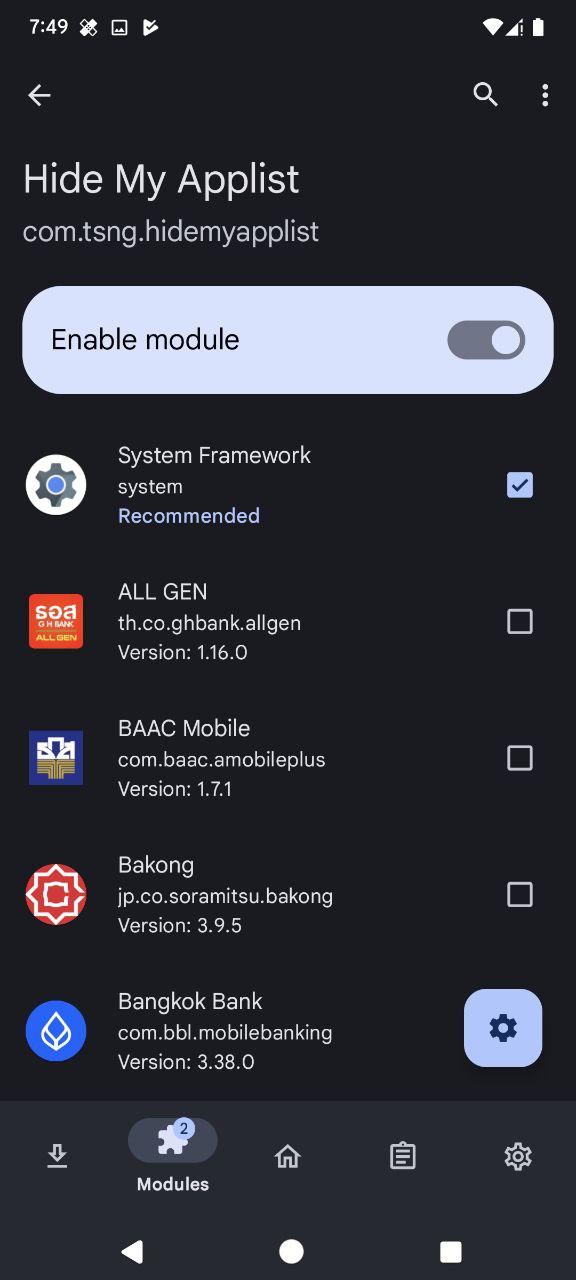 7:49
Hide My Applist
com.tsng.hidemyapplist
Enable module
System Framework
system
Recommended
ธอส
G H BANK
ALL GEN
ALL GEN
th.co.ghbank.allgen
Version: 1.16.0
BAAC Mobile
com.baac.amobileplus
Version: 1.7.1
Bakong
jp.co.soramitsu.bakong
Version: 3.9.5
Bangkok Bank
com.bbl.mobilebanking
Version: 3.38.0
2
Modules